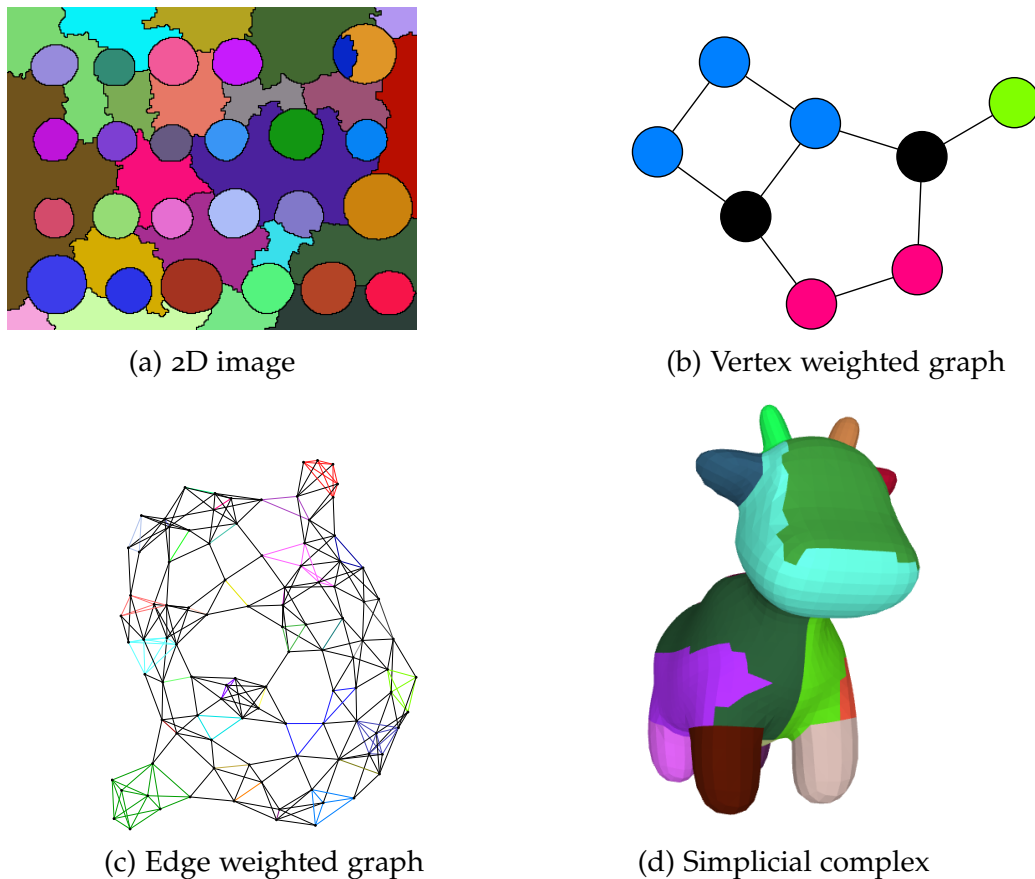 (a) 2D image
(b) Vertex weighted graph
(c) Edge weighted graph
(d) Simplicial complex